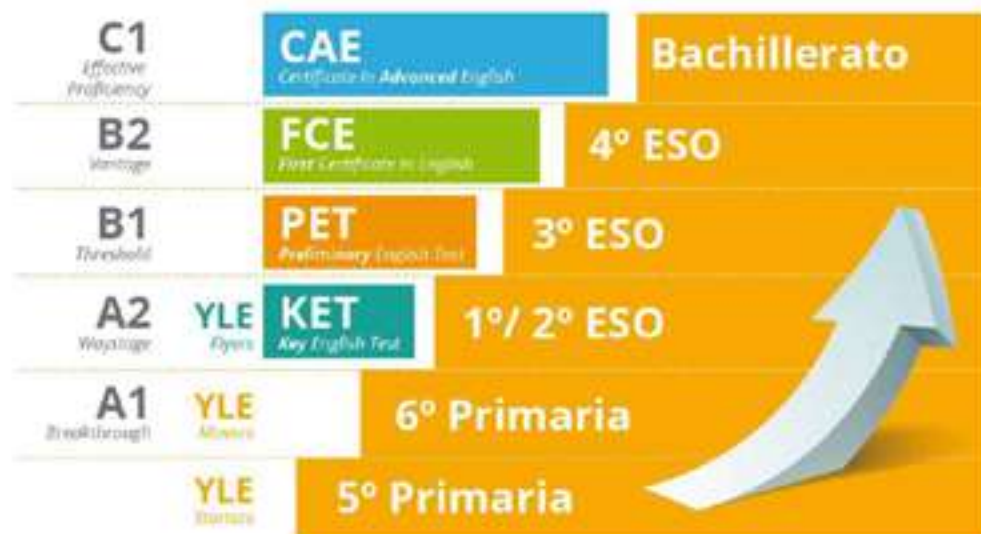 C1
Effective
Proficiency
CAE
Certificate in Advanced English
Bachillerato
B2
Vantage
FCE
First Certificate in English
4º ESO
B1
Threshold
PET
Preliminary English Test
3º ESO
A2
Waystage
YLE
Flyers
KET
Key English Test
1º/ 2º ESO
A1
Breakthrough
YLE
Movers
6º Primaria
YLE
Starters
5º Primaria